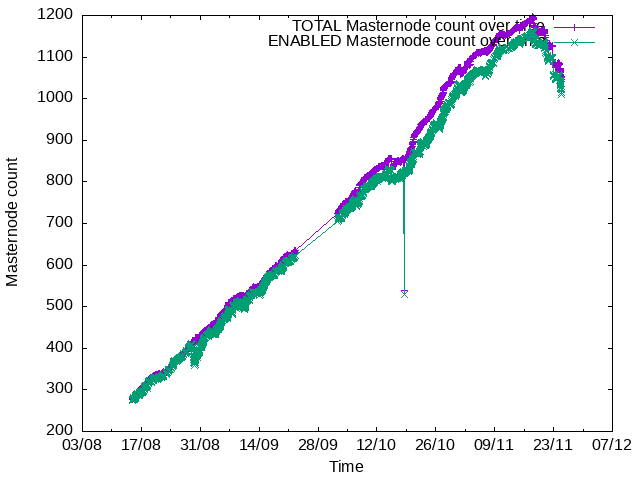 1200
1100
1000
900
800
700
600
500
400
300
200
TOTAL Masternode count over time
ENABLED Masternode count over
Masternode count
03/08 17/08 31/08 14/09 28/09 12/10 26/10 09/11 23/11 07/12
Time